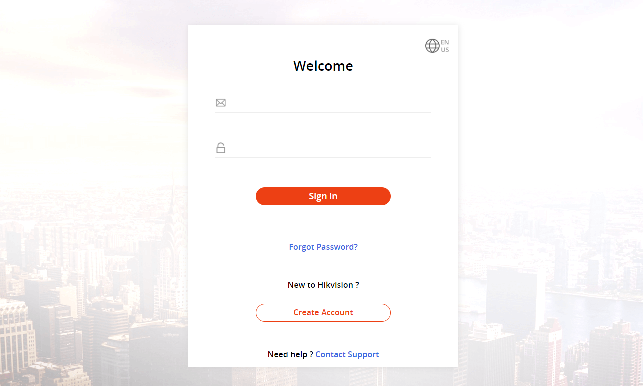 EN
US
Welcome
Sign in
Forgot Password?
New to Hikvision ?
Create Account
Need help ? Contact Support